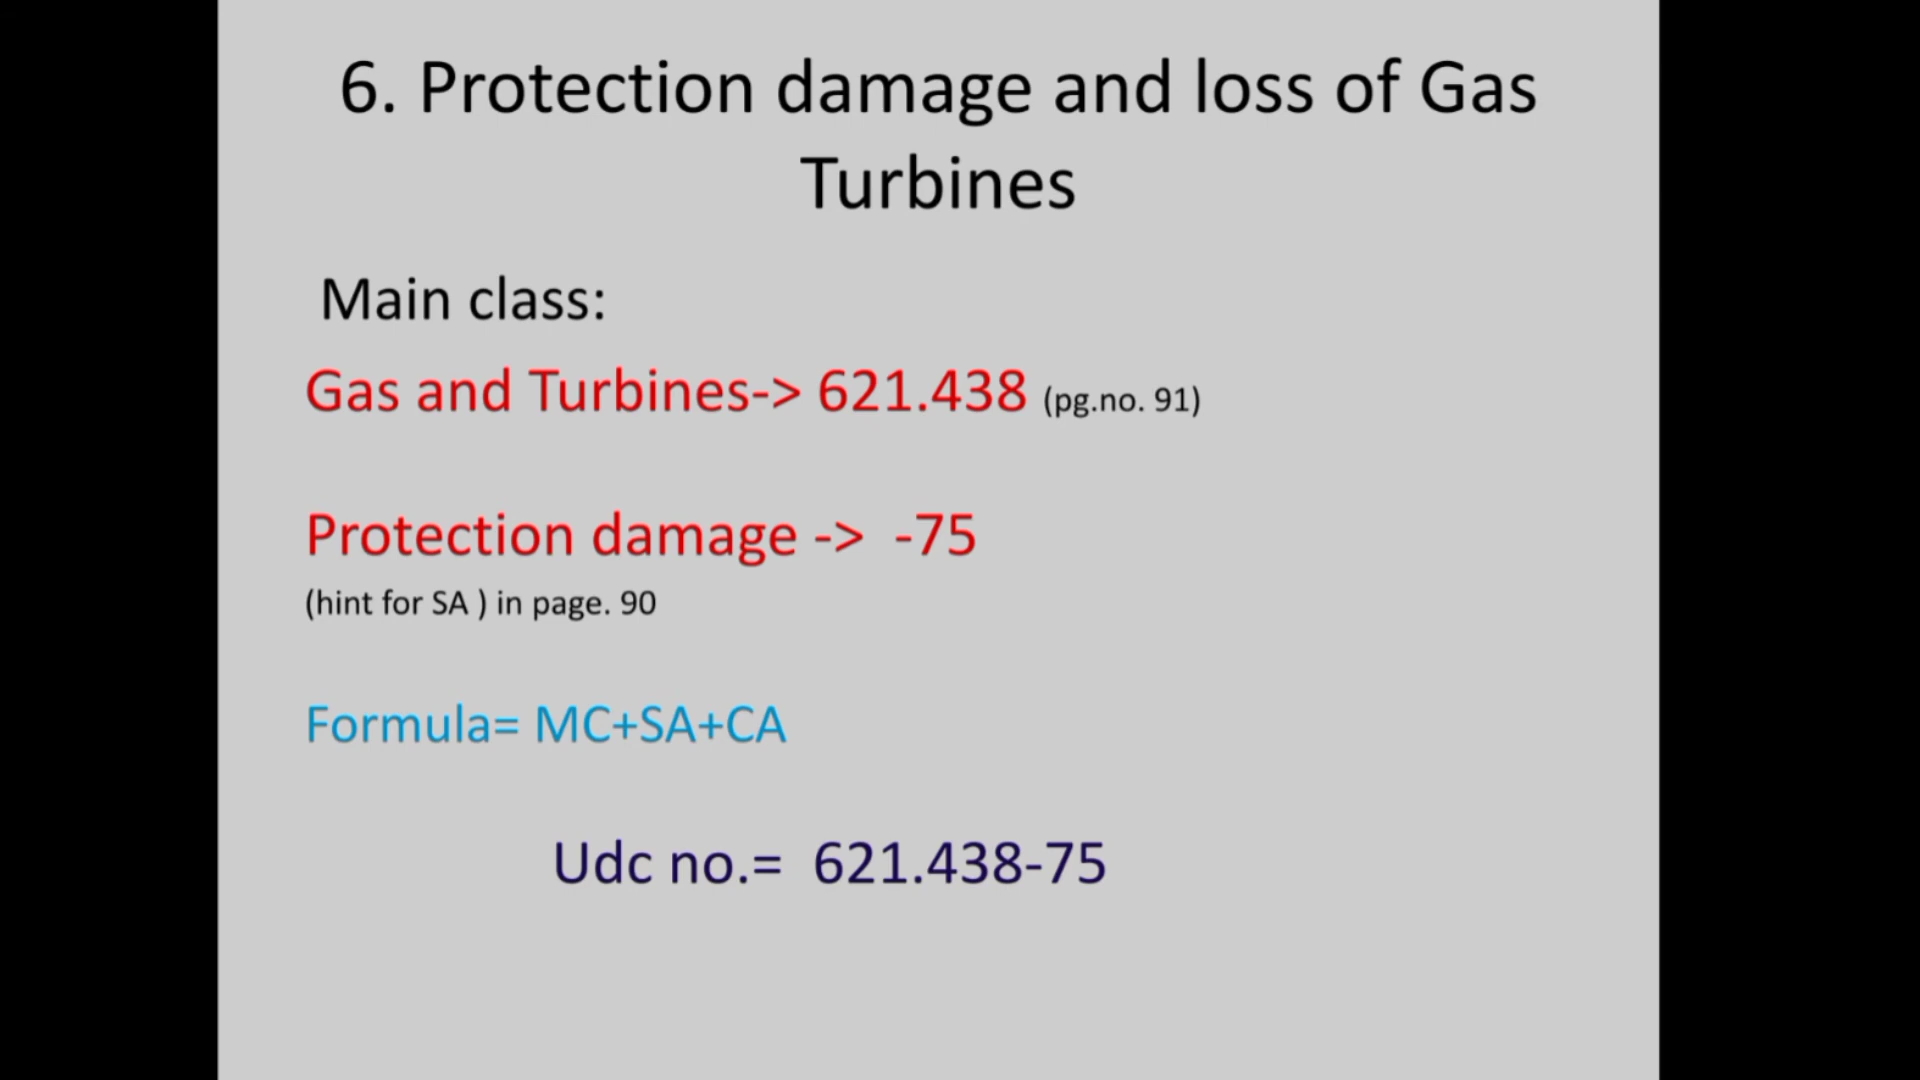 6. Protection damage and loss of Gas
Turbines
Main class:
Gas and Turbines-> 621.438 (pg.no. 91)
Protection damage -> -75
(hint for SA ) in page. 90
Formula= MC+SA+CA
Udc no.= 621.438-75